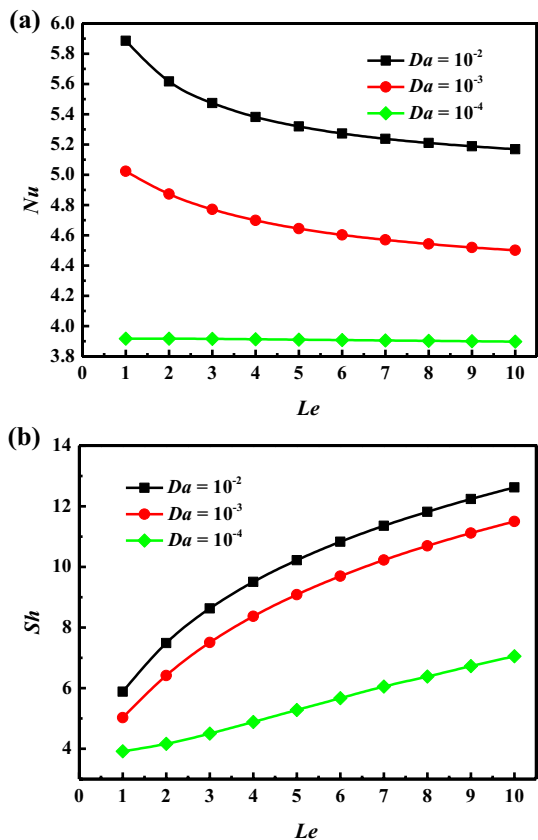 (a)
6.0
5.8
5.6
5.4
5.2
5.0
4.8
4.6
4.4
4.2
4.0
3.8
Nu
Da = 10⁻²
Da = 10⁻³
Da = 10⁻⁴
0 1 2 3 4 5 6 7 8 9 10
Le
(b)
14
12
10
8
6
4
Sh
Da = 10⁻²
Da = 10⁻³
Da = 10⁻⁴
0 1 2 3 4 5 6 7 8 9 10
Le